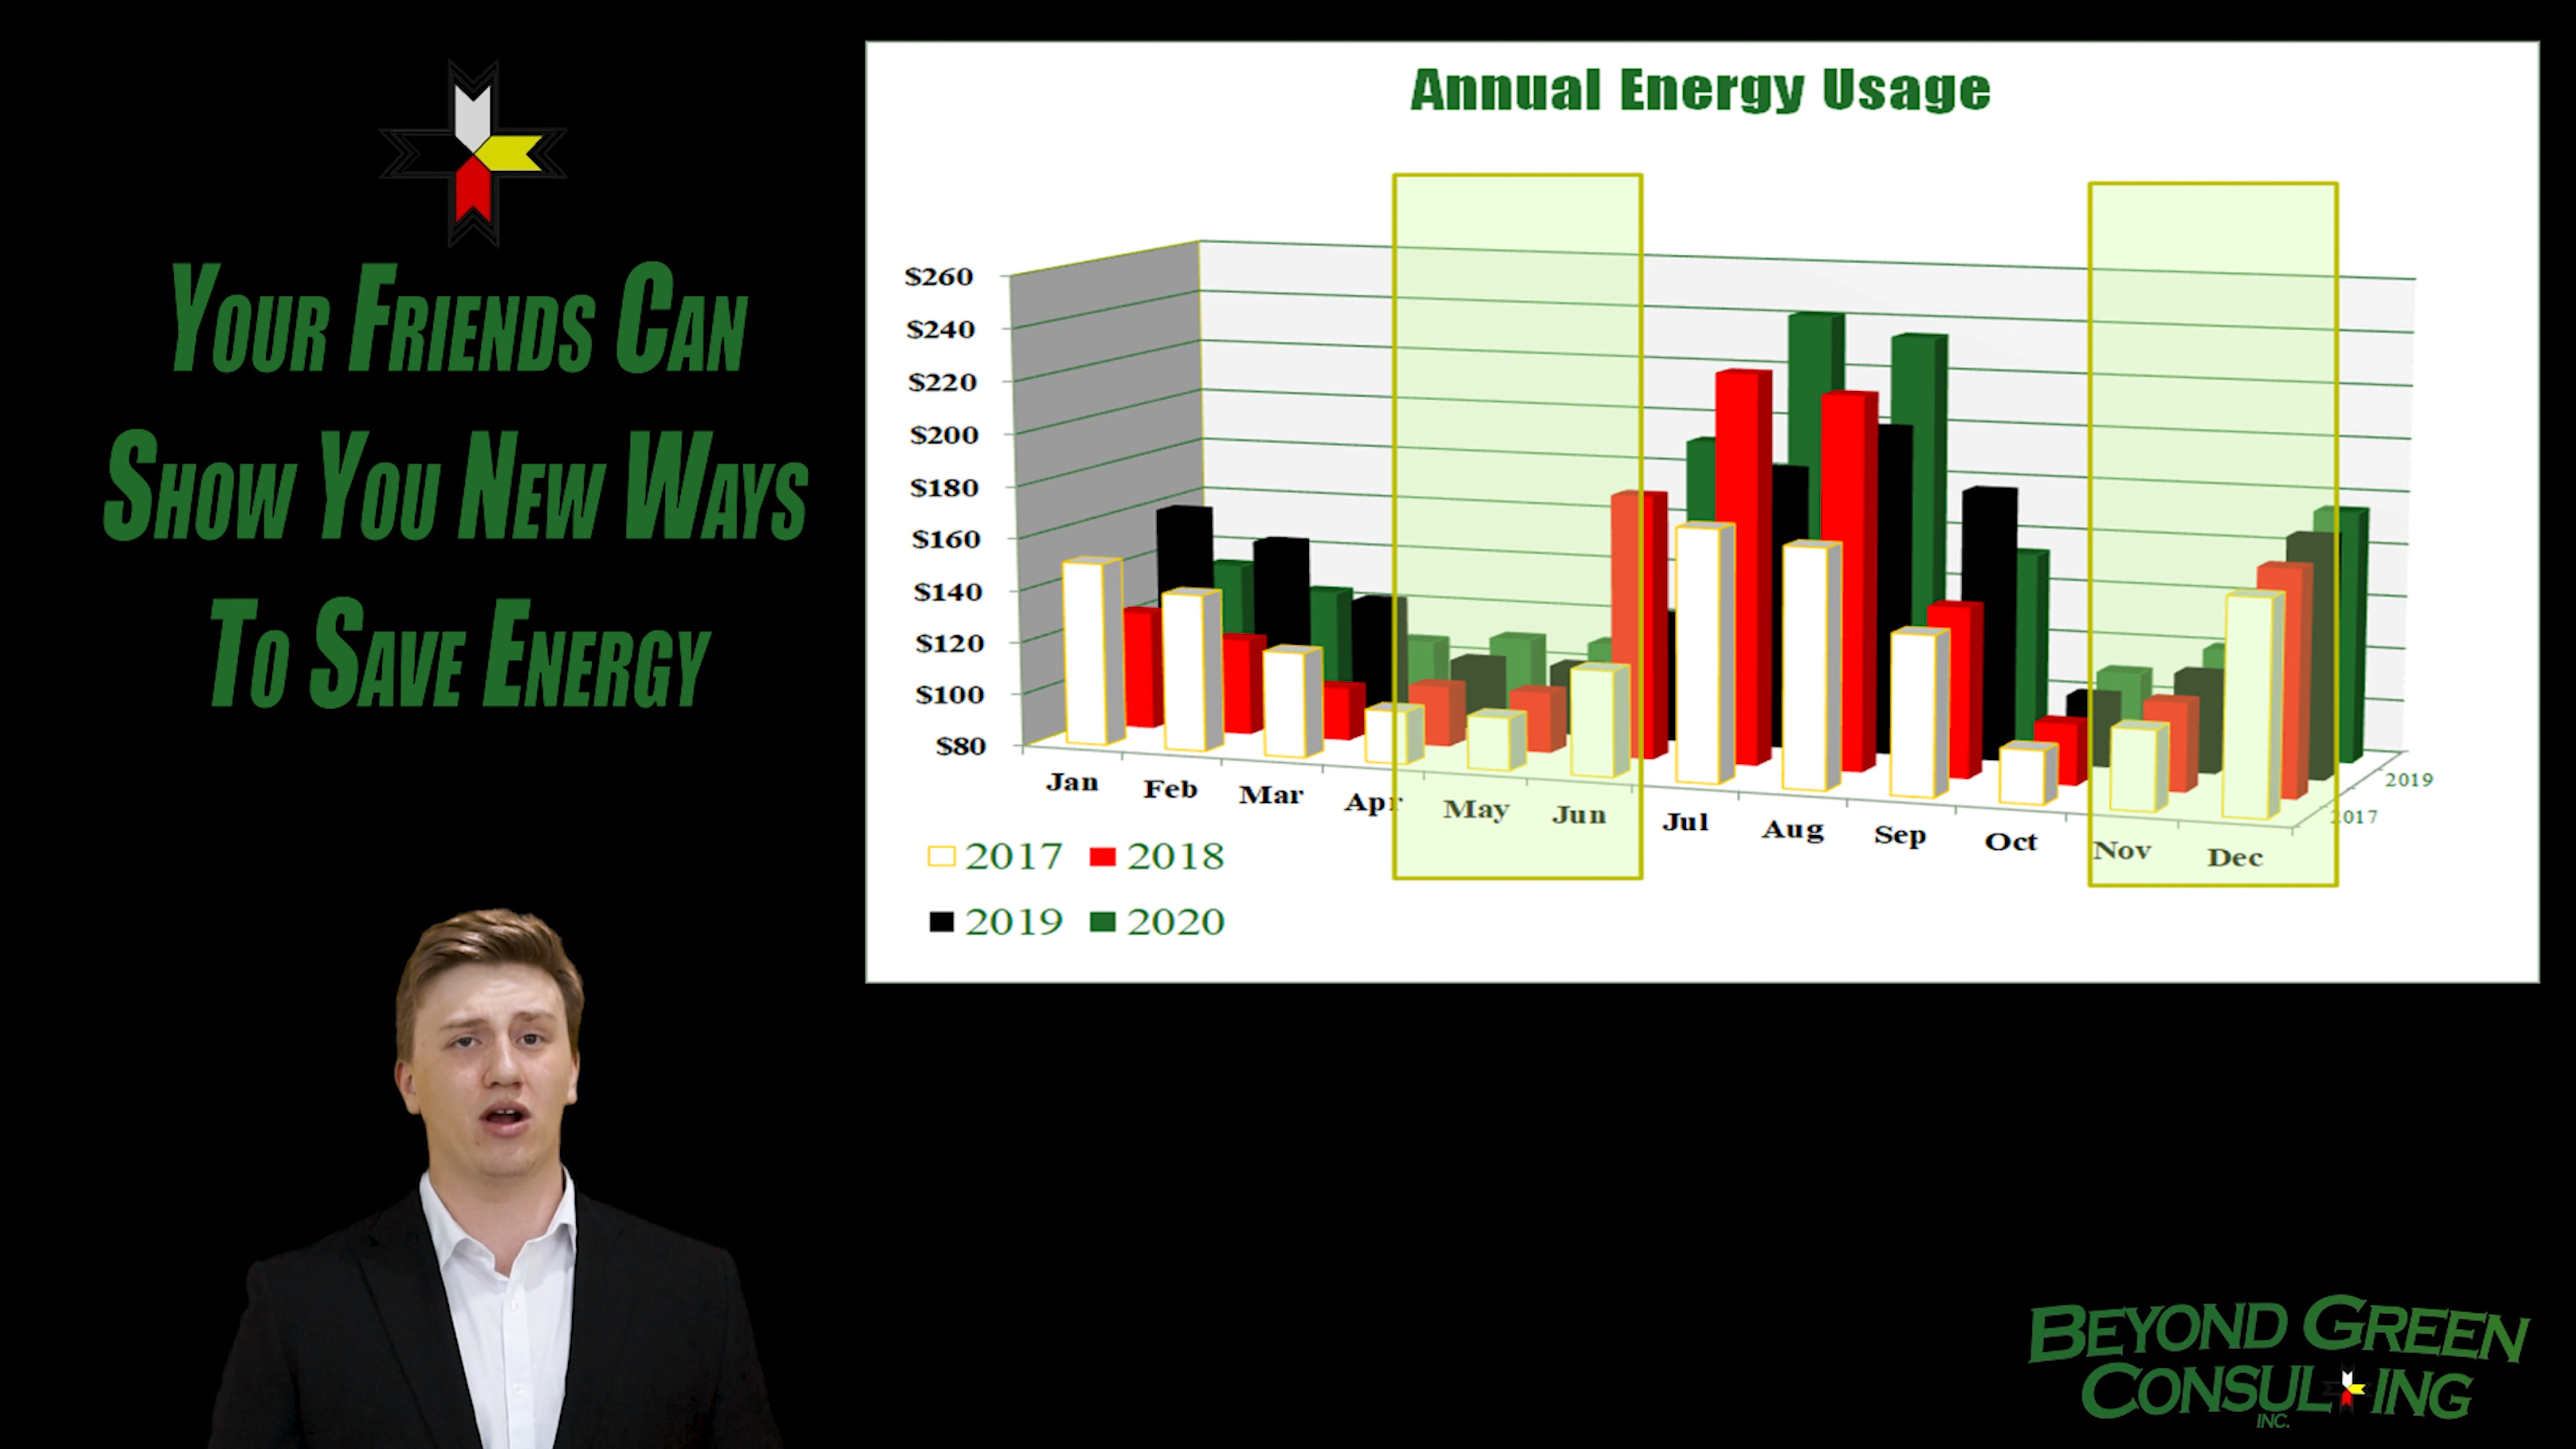 YOUR FRIENDS CAN
SHOW YOU NEW WAYS
TO SAVE ENERGY
Annual Energy Usage
$260
$240
$220
$200
$180
$160
$140
$120
$100
$80
Jan Feb Mar Apr May Jun Jul Aug Sep Oct Nov Dec
2019
2017
2017 2018
2019 2020
BEYOND GREEN
CONSULTING
INC.